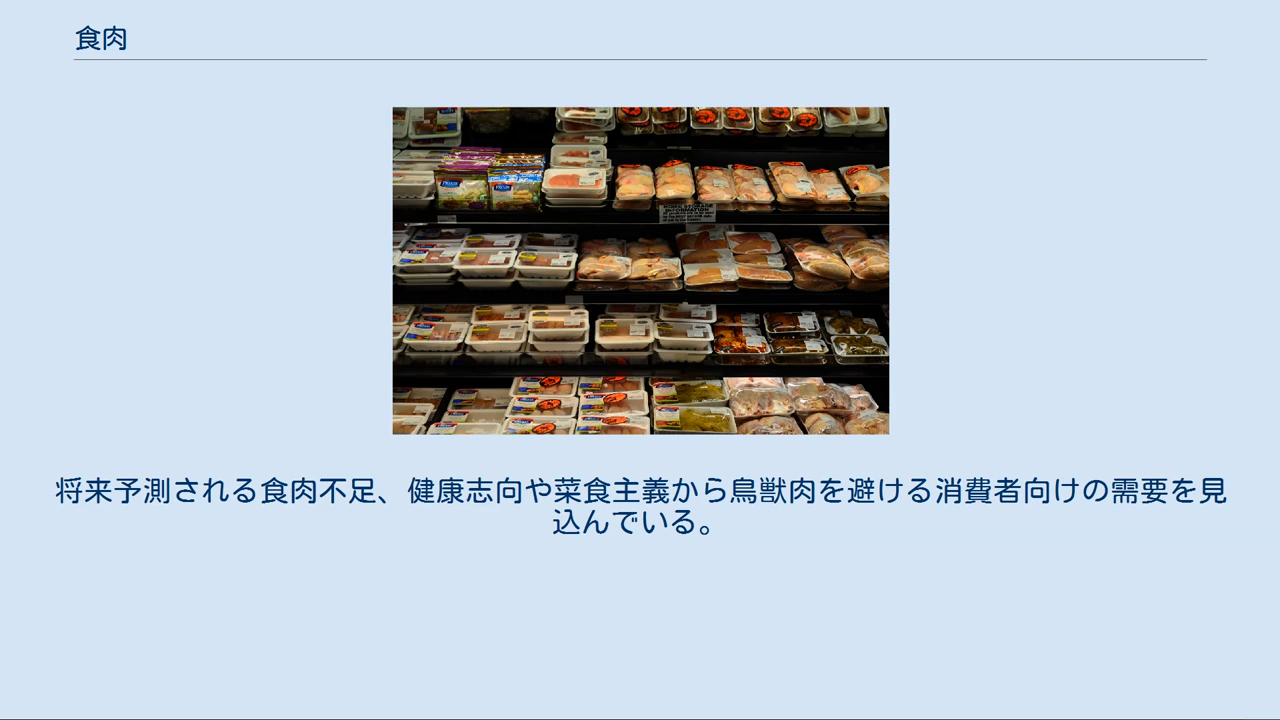 食肉
将来予測される食肉不足、健康志向や菜食主義から鳥獣肉を避ける消費者向けの需要を見
込んでいる。